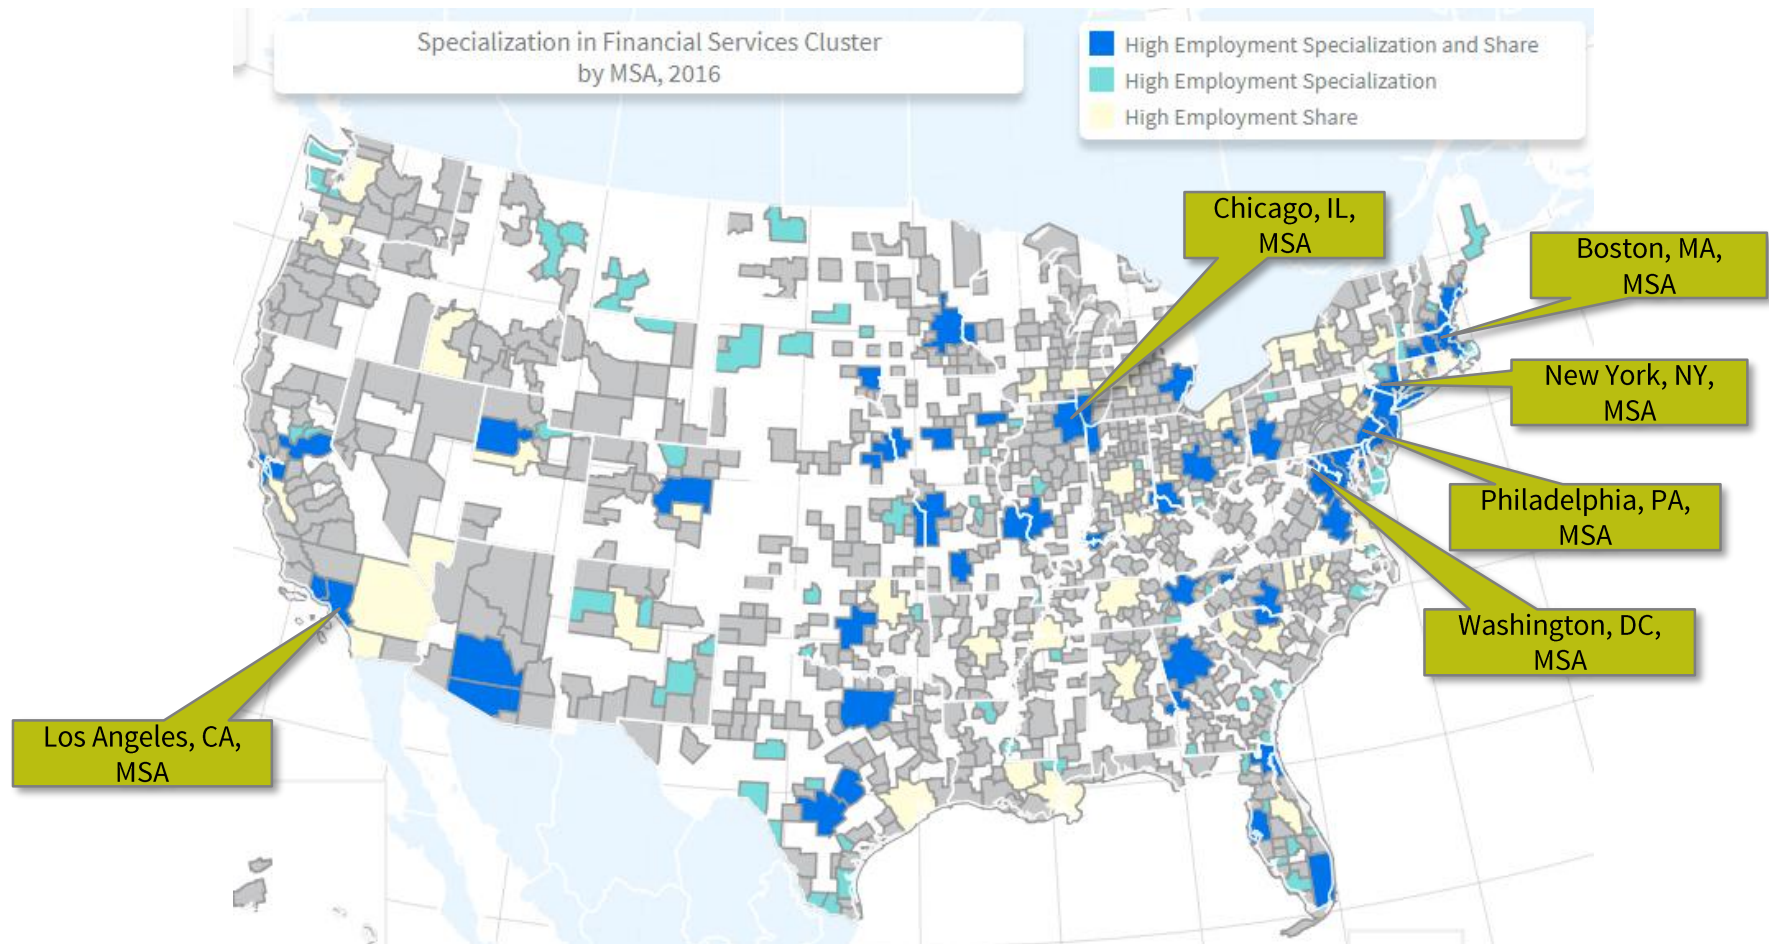 Specialization in Financial Services Cluster
by MSA, 2016
High Employment Specialization and Share
High Employment Specialization
High Employment Share
Chicago, IL,
MSA
Boston, MA,
MSA
New York, NY,
MSA
Philadelphia, PA,
MSA
Washington, DC,
MSA
Los Angeles, CA,
MSA